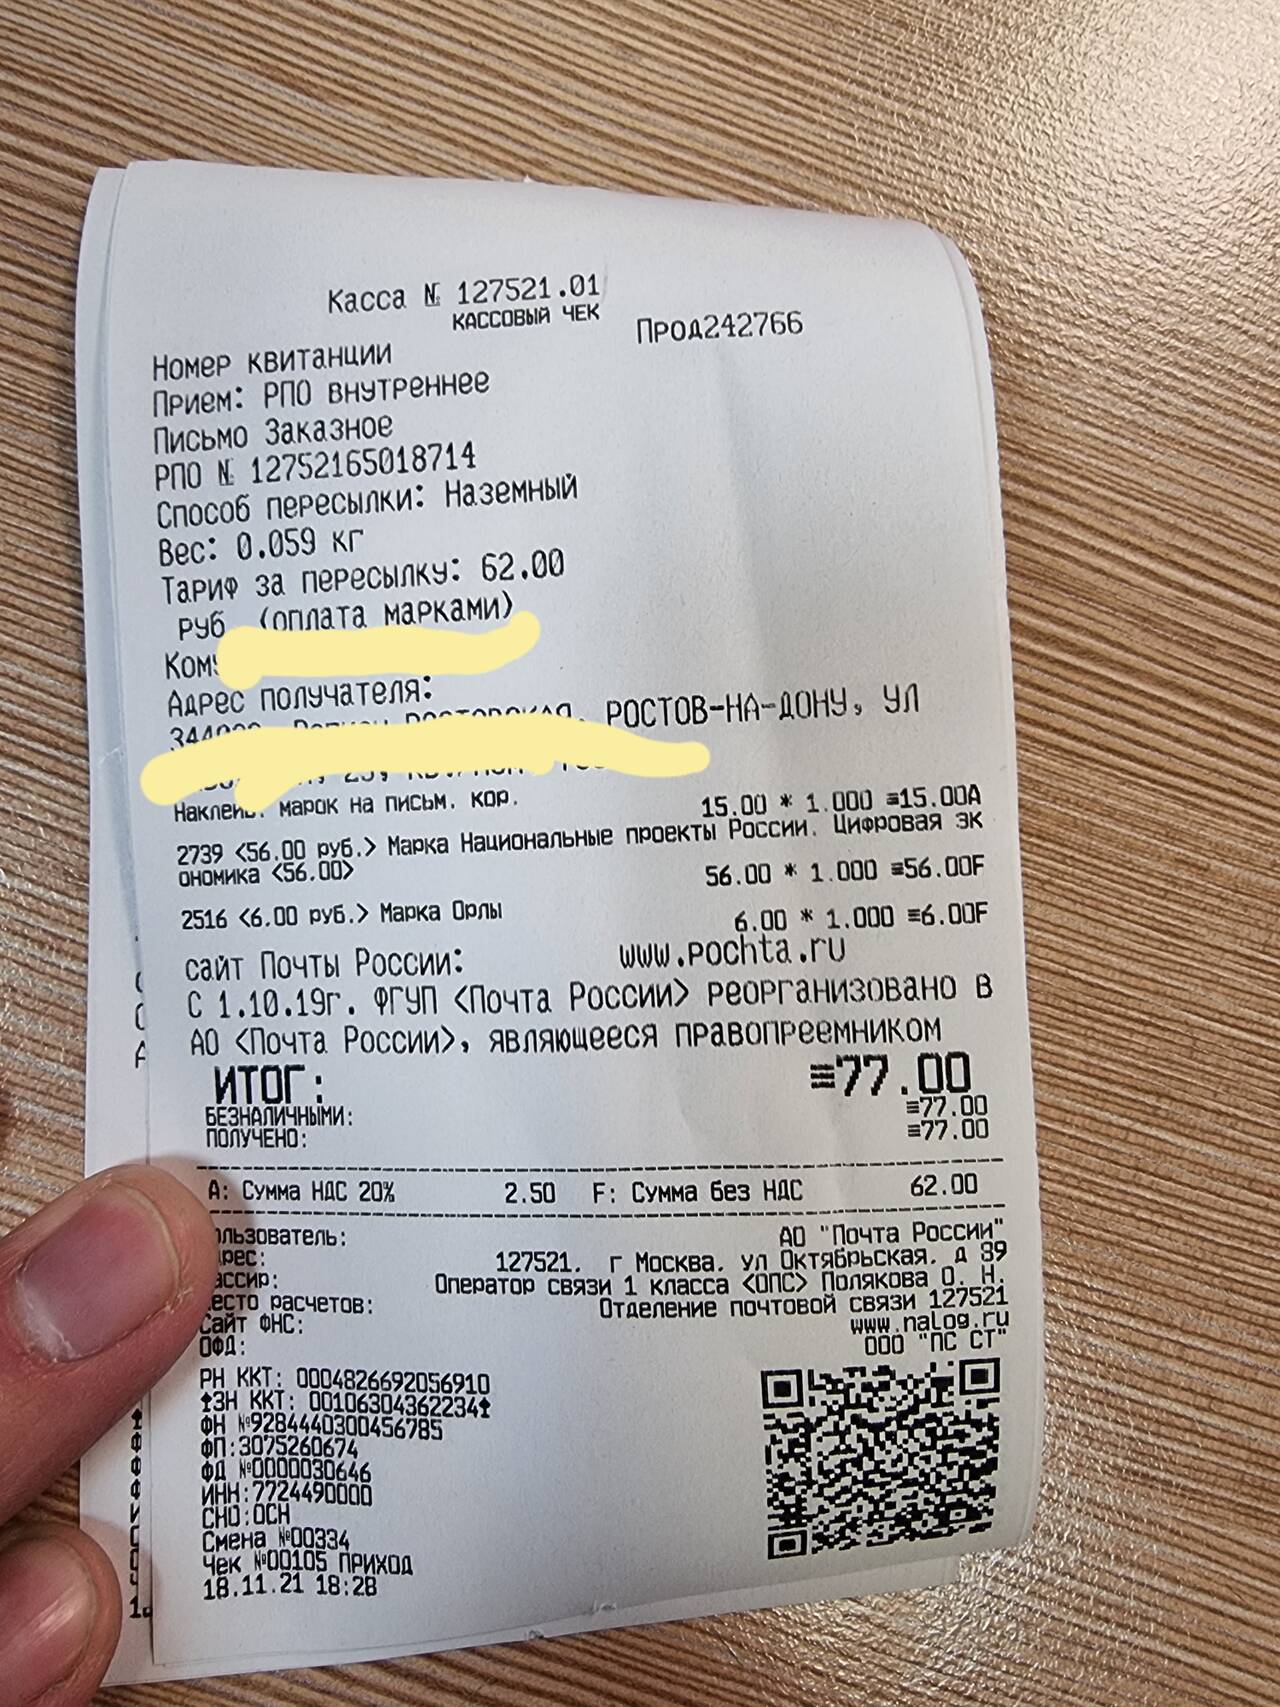 Касса № 127521.01
КАССОВЫЙ ЧЕК
Прод242766
Номер квитанции
Прием: РПО внутреннее
Письмо Заказное
РПО № 12752165018714
Способ пересылки: Наземный
Вес: 0.059 кг
Тариф за пересылку: 62.00
руб (оплата марками)
Кому
Адрес получателя:
РОСТОВ-НА-ДОНУ, УЛ
марок на письм. кор. 15.00 * 1.000 ≡15.00А
2739 <56.00 руб.> Марка Национальные проекты России. Цифровая эк
ономика <56.00>
56.00 * 1.000 ≡56.00F
2516 <6.00 руб.> Марка Орлы
6.00 * 1.000 ≡6.00F
сайт Почты России: www.pochta.ru
С 1.10.19г. ФГУП <Почта России> реорганизовано в
АО <Почта России>, являющееся правопреемником
ИТОГ: ≡77.00
БЕЗНАЛИЧНЫМИ: ≡77.00
ПОЛУЧЕНО: ≡77.00
А: Сумма НДС 20% 2.50 F: Сумма без НДС 62.00
льзователь: АО "Почта России"
рес: 127521, г Москва, ул Октябрьская, д 89
ассир: Оператор связи 1 класса <ОПС> Полякова О. Н.
есто расчетов: Отделение почтовой связи 127521
Сайт ФНС: www.nalog.ru
ОФД: ООО "ПС СТ"
РН ККТ: 0004826692056910
ЗН ККТ: 00106304362234
ФН №9284440300456785
ФП:3075260674
ФД №0000030646
ИНН:7724490000
СНО:ОСН
Смена №00334
Чек №00105 ПРИХОД
18.11.21 18:28